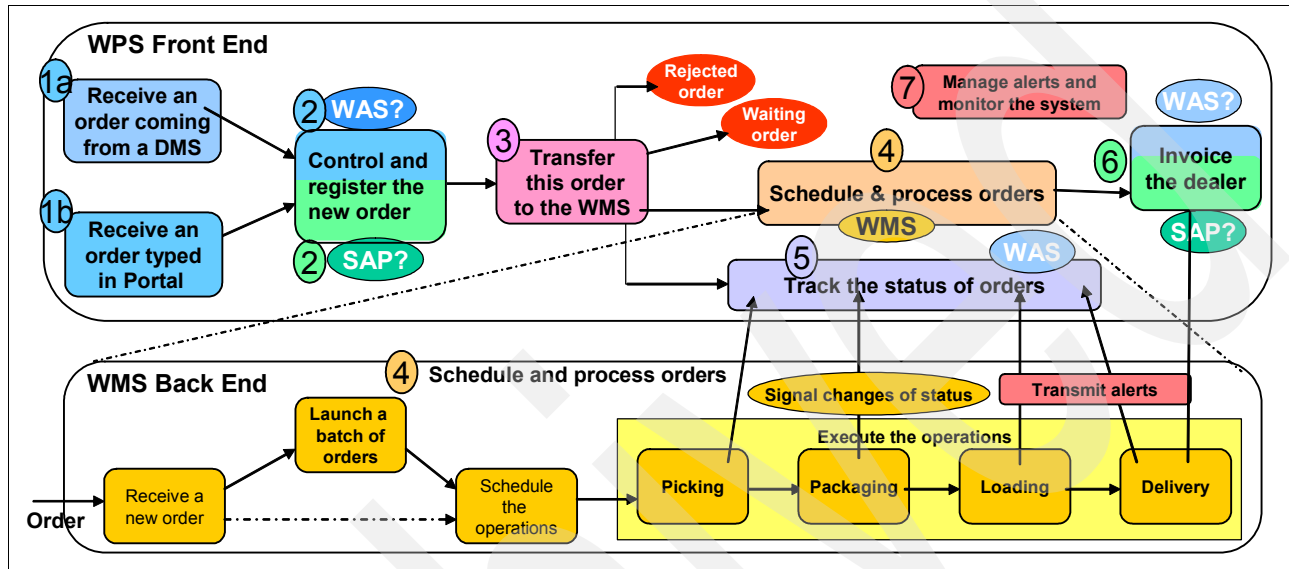 WPS Front End
1a
Receive an
order coming
from a DMS
1b
Receive an
order typed
in Portal
2
WAS?
Control and
register the
new order
2
SAP?
3
Transfer
this order
to the WMS
Rejected
order
Waiting
order
7
Manage alerts and
monitor the system
4
Schedule & process orders
WMS
5
WAS
Track the status of orders
WAS?
6
Invoice
the dealer
SAP?
WMS Back End
4
Schedule and process orders
Order
Receive a
new order
Launch a
batch of
orders
Schedule
the
operations
Signal changes of status
Transmit alerts
Execute the operations
Picking
Packaging
Loading
Delivery